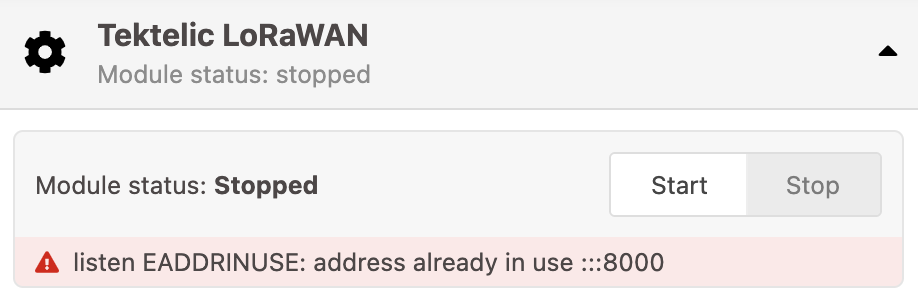 Tektelic LoRaWAN
Module status: stopped
Module status: Stopped
Start
Stop
listen EADDRINUSE: address already in use :::8000